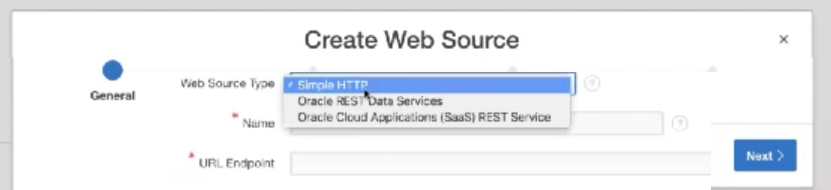 Create Web Source
×
General
Web Source Type
✓ Simple HTTP
?
Oracle REST Data Services
Oracle Cloud Applications (SaaS) REST Service
* Name
?
* URL Endpoint
Next >